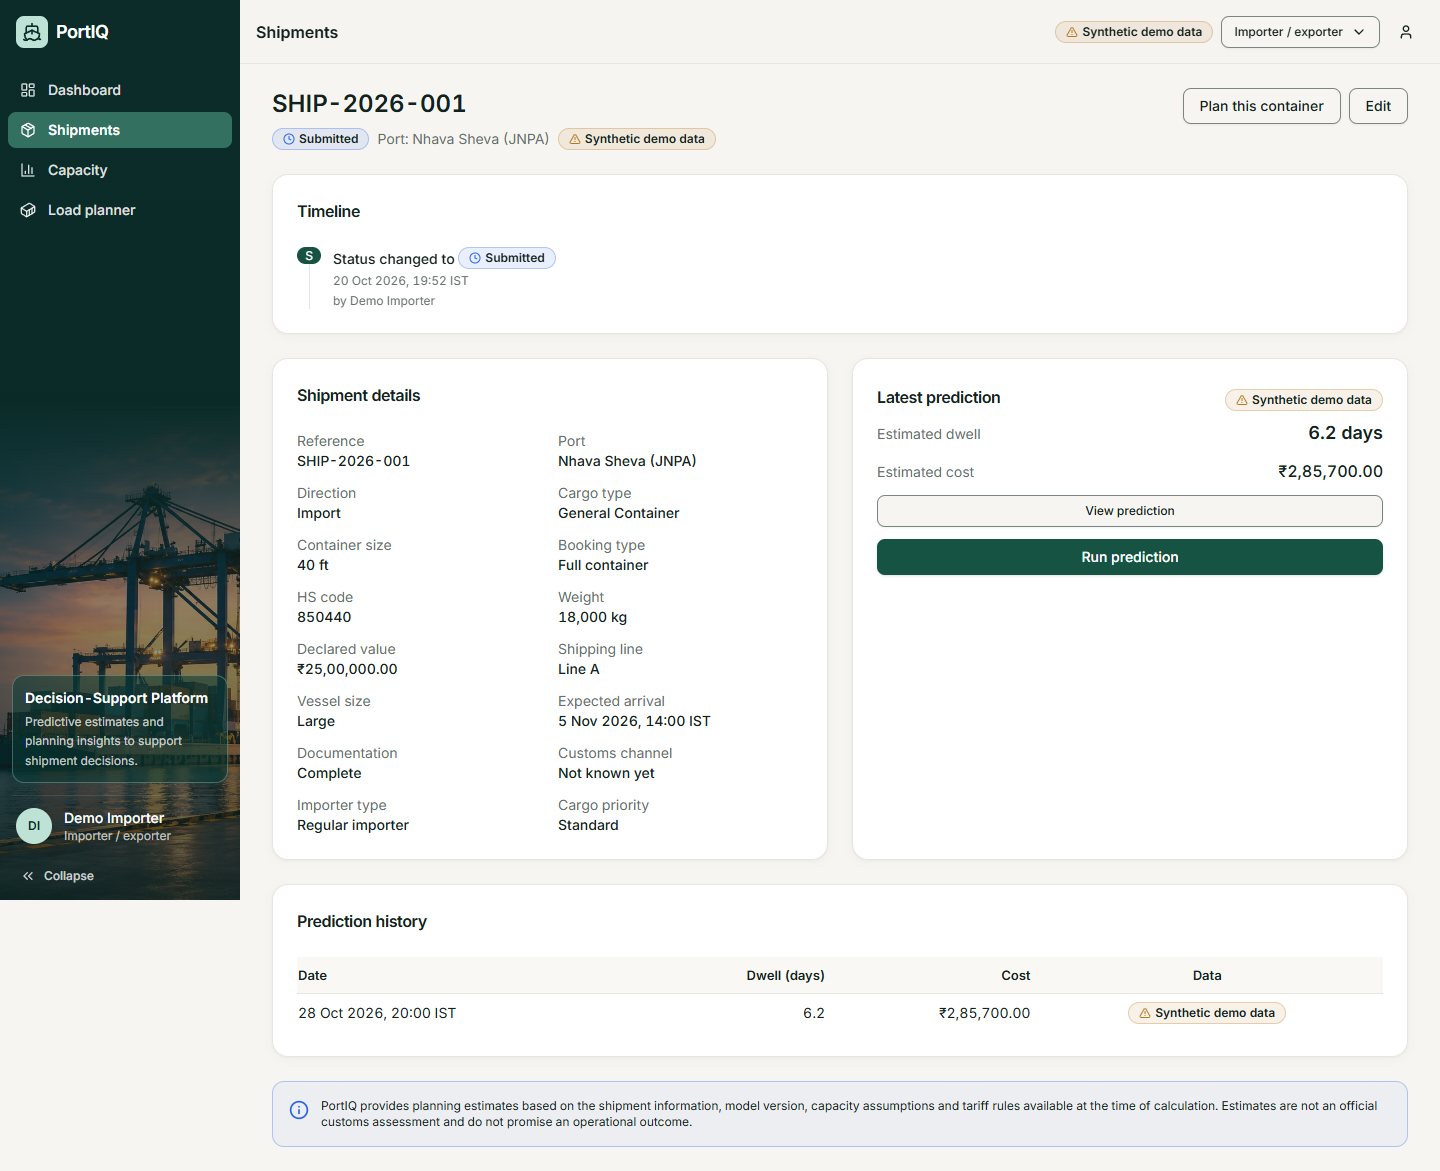 PortIQ
Dashboard
Shipments
Capacity
Load planner
Decision-Support Platform
Predictive estimates and
planning insights to support
shipment decisions.
DI
Demo Importer
Importer / exporter
Collapse
Shipments
Synthetic demo data
Importer / exporter
SHIP-2026-001
Plan this container
Edit
Submitted
Port: Nhava Sheva (JNPA)
Synthetic demo data
Timeline
S
Status changed to Submitted
20 Oct 2026, 19:52 IST
by Demo Importer
Shipment details
Reference
SHIP-2026-001
Port
Nhava Sheva (JNPA)
Direction
Import
Cargo type
General Container
Container size
40 ft
Booking type
Full container
HS code
850440
Weight
18,000 kg
Declared value
₹25,00,000.00
Shipping line
Line A
Vessel size
Large
Expected arrival
5 Nov 2026, 14:00 IST
Documentation
Complete
Customs channel
Not known yet
Importer type
Regular importer
Cargo priority
Standard
Latest prediction
Synthetic demo data
Estimated dwell
6.2 days
Estimated cost
₹2,85,700.00
View prediction
Run prediction
Prediction history
Date Dwell (days) Cost Data
28 Oct 2026, 20:00 IST 6.2 ₹2,85,700.00 Synthetic demo data
PortIQ provides planning estimates based on the shipment information, model version, capacity assumptions and tariff rules available at the time of calculation. Estimates are not an official
customs assessment and do not promise an operational outcome.